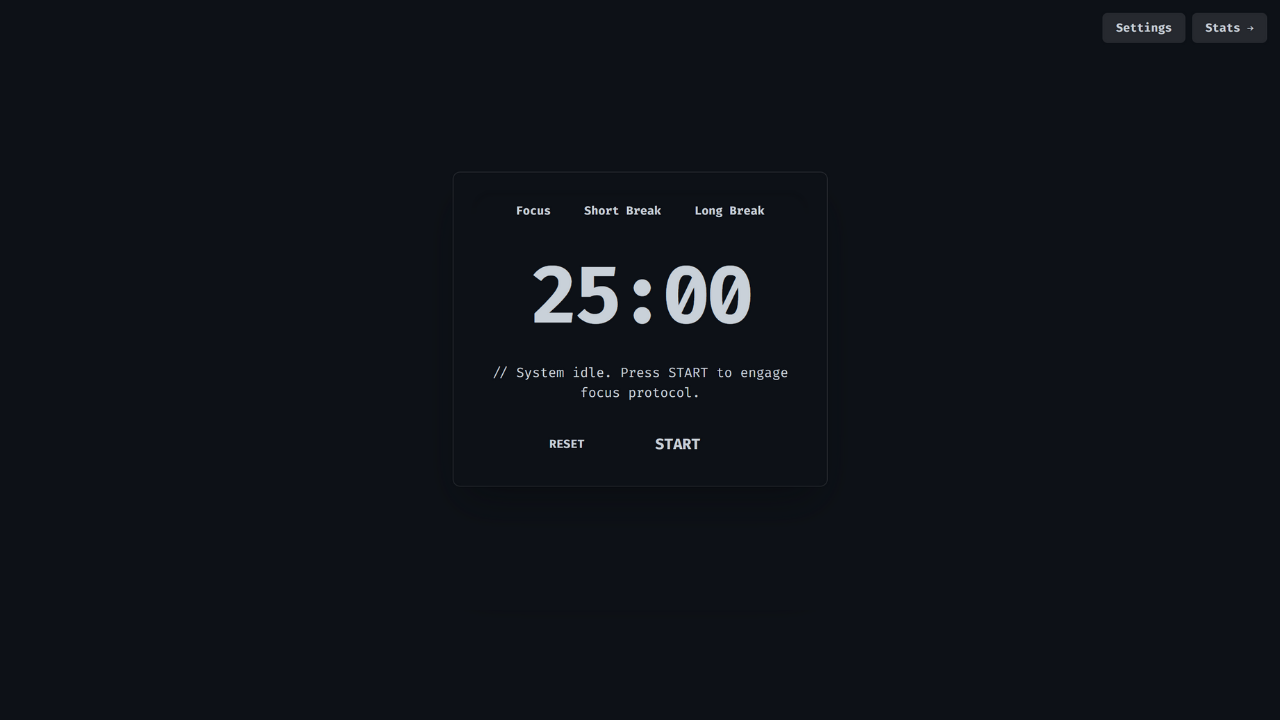 Settings Stats →
Focus Short Break Long Break
25:00
// System idle. Press START to engage
focus protocol.
RESET START